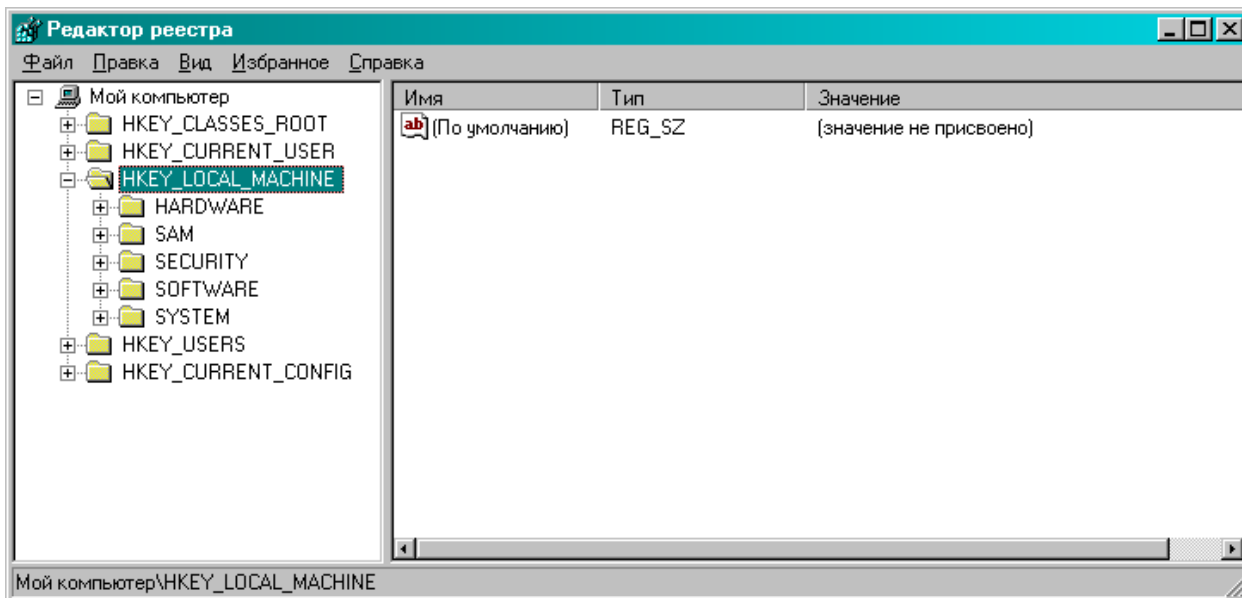 Редактор реестра
Файл Правка Вид Избранное Справка
Мой компьютер
HKEY_CLASSES_ROOT
HKEY_CURRENT_USER
HKEY_LOCAL_MACHINE
HARDWARE
SAM
SECURITY
SOFTWARE
SYSTEM
HKEY_USERS
HKEY_CURRENT_CONFIG
Имя Тип Значение
ab (По умолчанию) REG_SZ (значение не присвоено)
Мой компьютер\HKEY_LOCAL_MACHINE